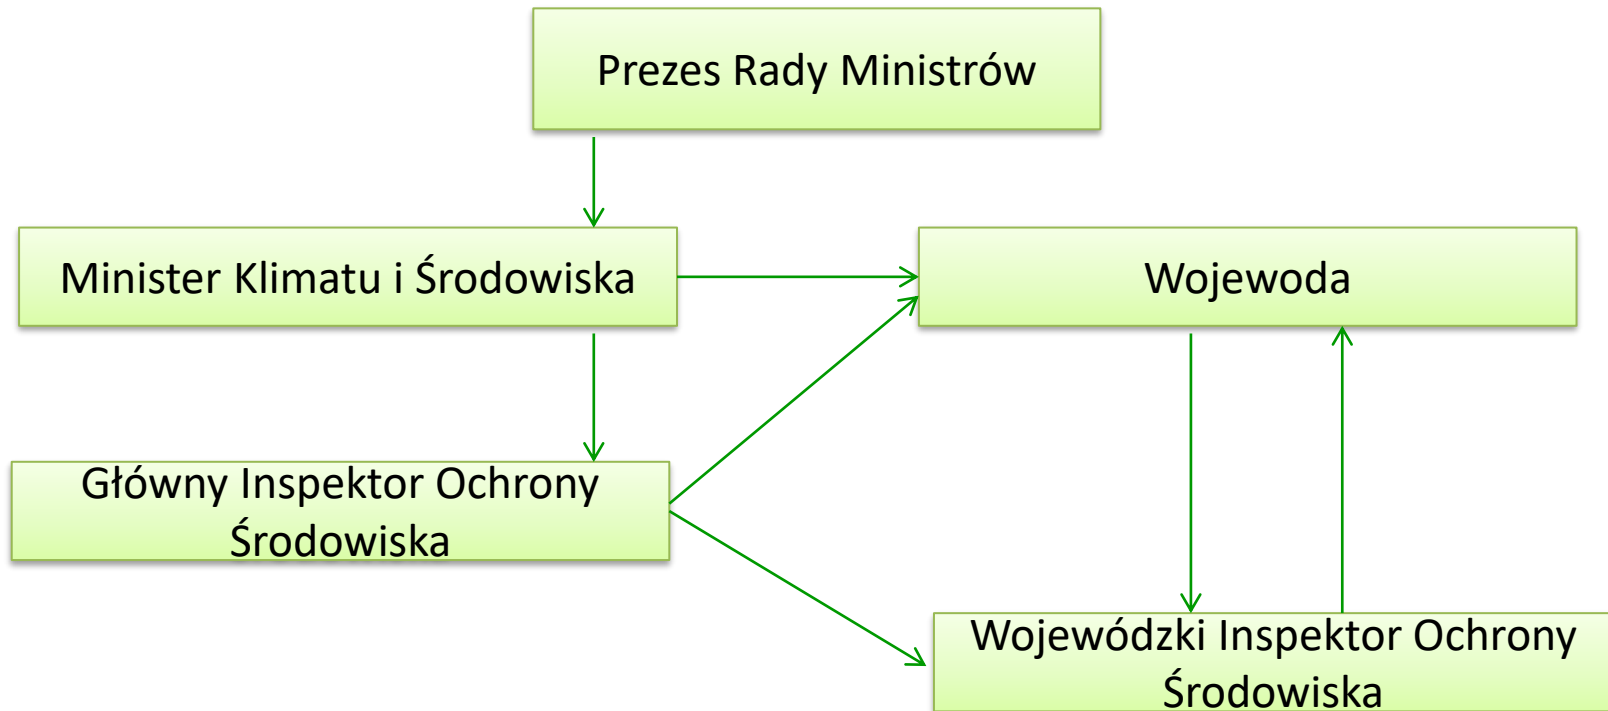 Prezes Rady Ministrów
Minister Klimatu i Środowiska
Wojewoda
Główny Inspektor Ochrony
Środowiska
Wojewódzki Inspektor Ochrony
Środowiska